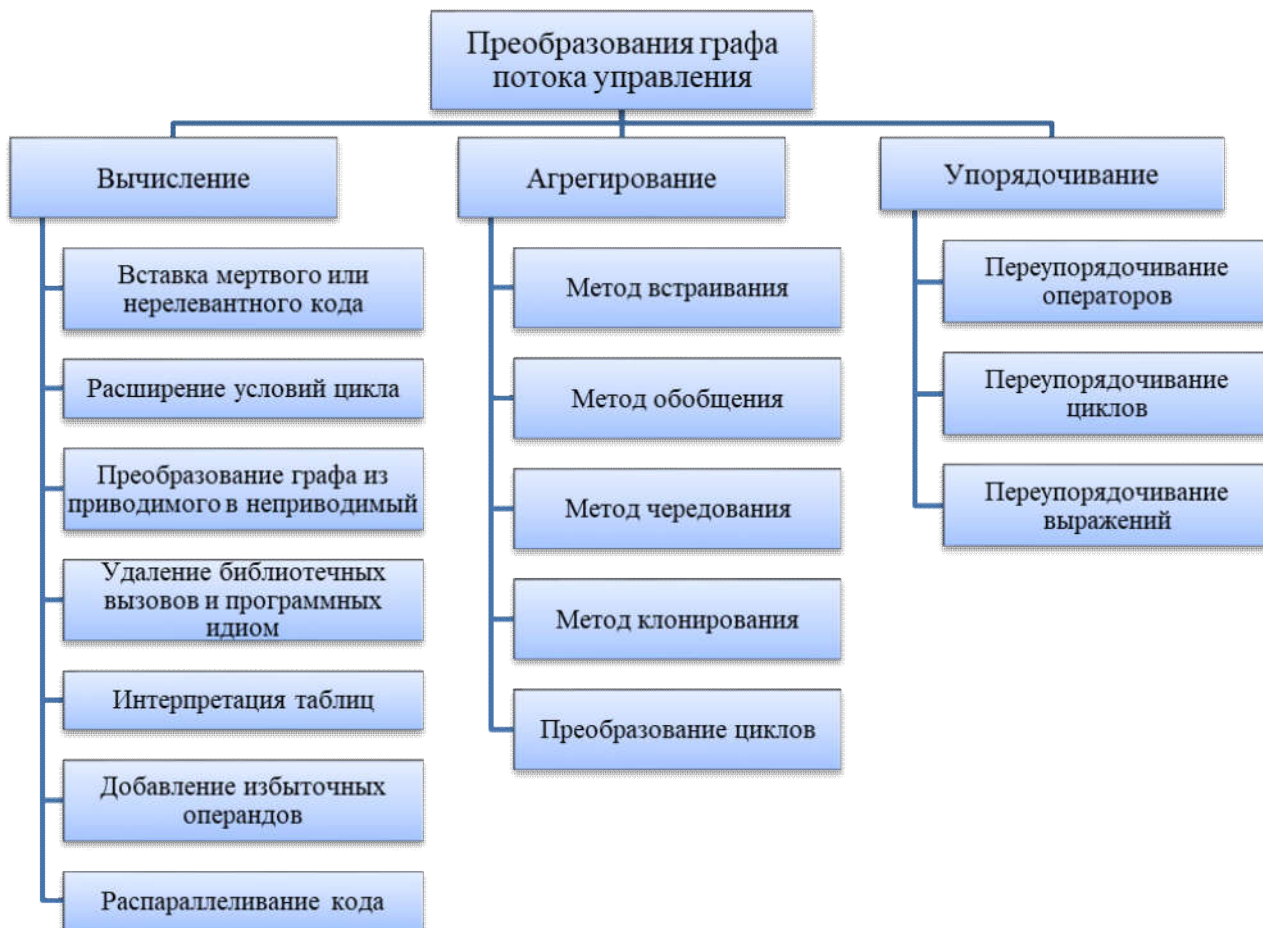 Преобразования графа
потока управления
Вычисление
Вставка мертвого или
нерелевантного кода
Расширение условий цикла
Преобразование графа из
приводимого в неприводимый
Удаление библиотечных
вызовов и программных
идиом
Интерпретация таблиц
Добавление избыточных
операндов
Распараллеливание кода
Агрегирование
Метод встраивания
Метод обобщения
Метод чередования
Метод клонирования
Преобразование циклов
Упорядочивание
Переупорядочивание
операторов
Переупорядочивание
циклов
Переупорядочивание
выражений